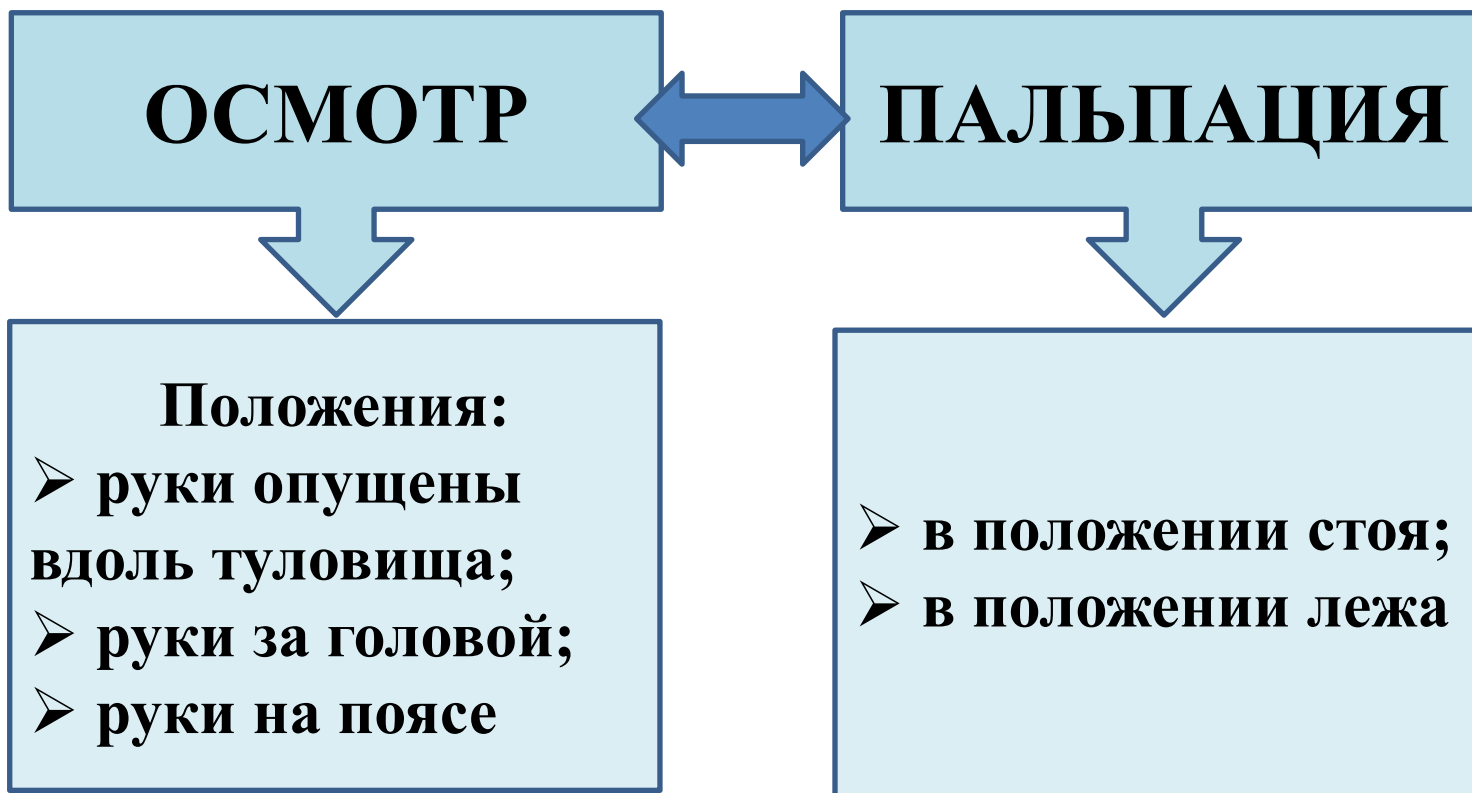 ОСМОТР
ПАЛЬПАЦИЯ
Положения:
➢ руки опущены
вдоль туловища;
➢ руки за головой;
➢ руки на поясе
➢ в положении стоя;
➢ в положении лежа